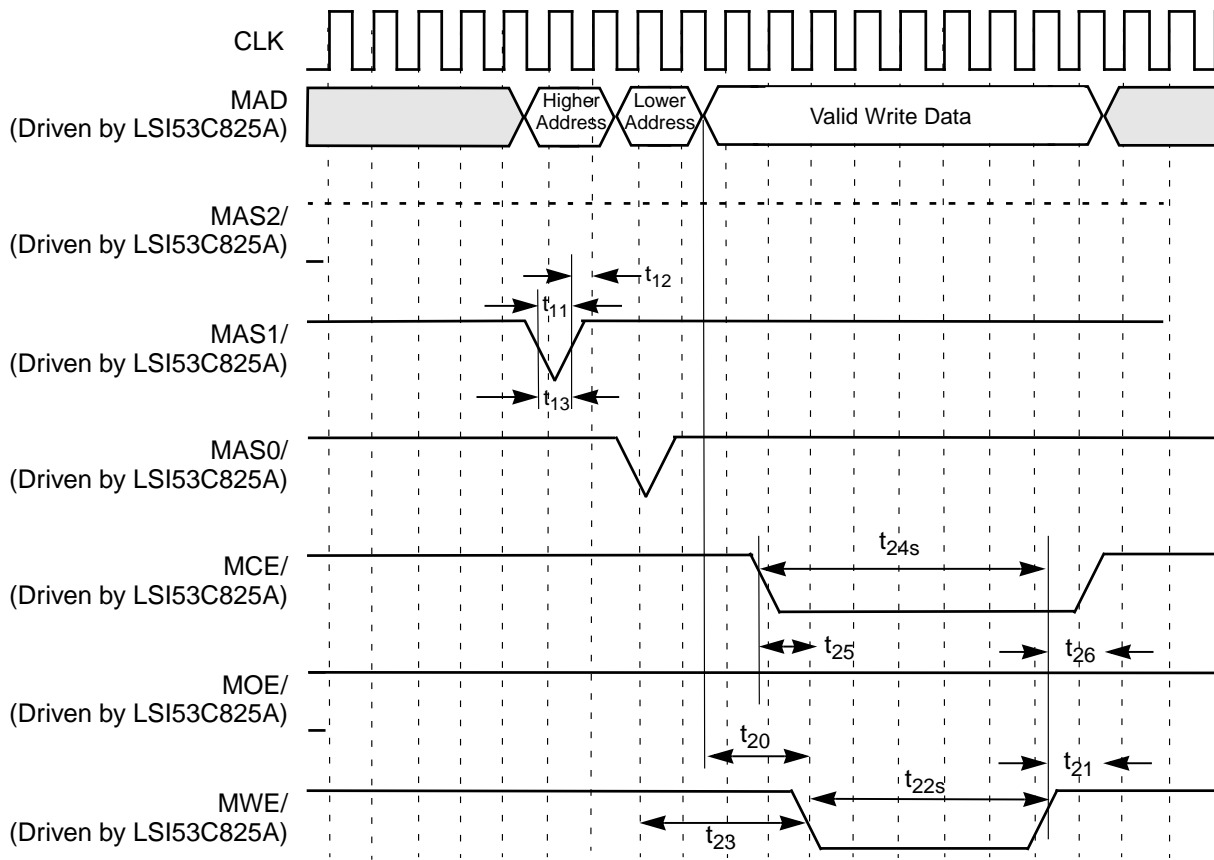 CLK
MAD
(Driven by LSI53C825A)
Higher
Address
Lower
Address
Valid Write Data
MAS2/
(Driven by LSI53C825A)
t12
t11
MAS1/
(Driven by LSI53C825A)
t13
MAS0/
(Driven by LSI53C825A)
t24s
MCE/
(Driven by LSI53C825A)
t25
t26
MOE/
(Driven by LSI53C825A)
t20
t21
t22s
MWE/
(Driven by LSI53C825A)
t23